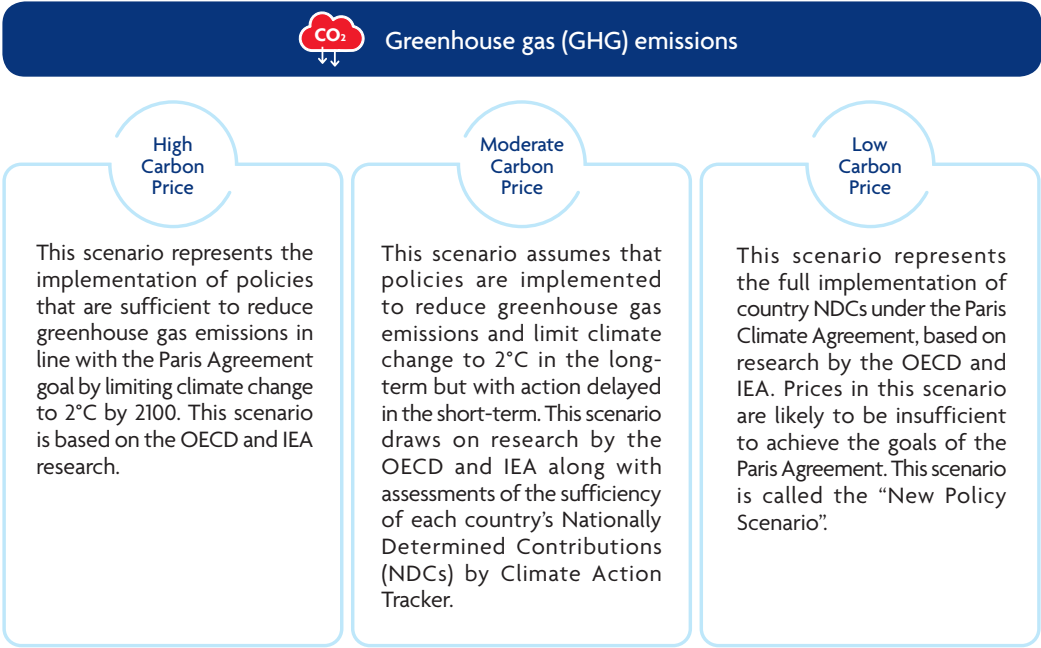 CO₂
Greenhouse gas (GHG) emissions
High
Carbon
Price
This scenario represents the
implementation of policies
that are sufficient to reduce
greenhouse gas emissions in
line with the Paris Agreement
goal by limiting climate change
to 2°C by 2100. This scenario
is based on the OECD and IEA
research.
Moderate
Carbon
Price
This scenario assumes that
policies are implemented
to reduce greenhouse gas
emissions and limit climate
change to 2°C in the long-
term but with action delayed
in the short-term. This scenario
draws on research by the
OECD and IEA along with
assessments of the sufficiency
of each country’s Nationally
Determined Contributions
(NDCs) by Climate Action
Tracker.
Low
Carbon
Price
This scenario represents
the full implementation of
country NDCs under the Paris
Climate Agreement, based on
research by the OECD and
IEA. Prices in this scenario
are likely to be insufficient
to achieve the goals of the
Paris Agreement. This scenario
is called the “New Policy
Scenario”.